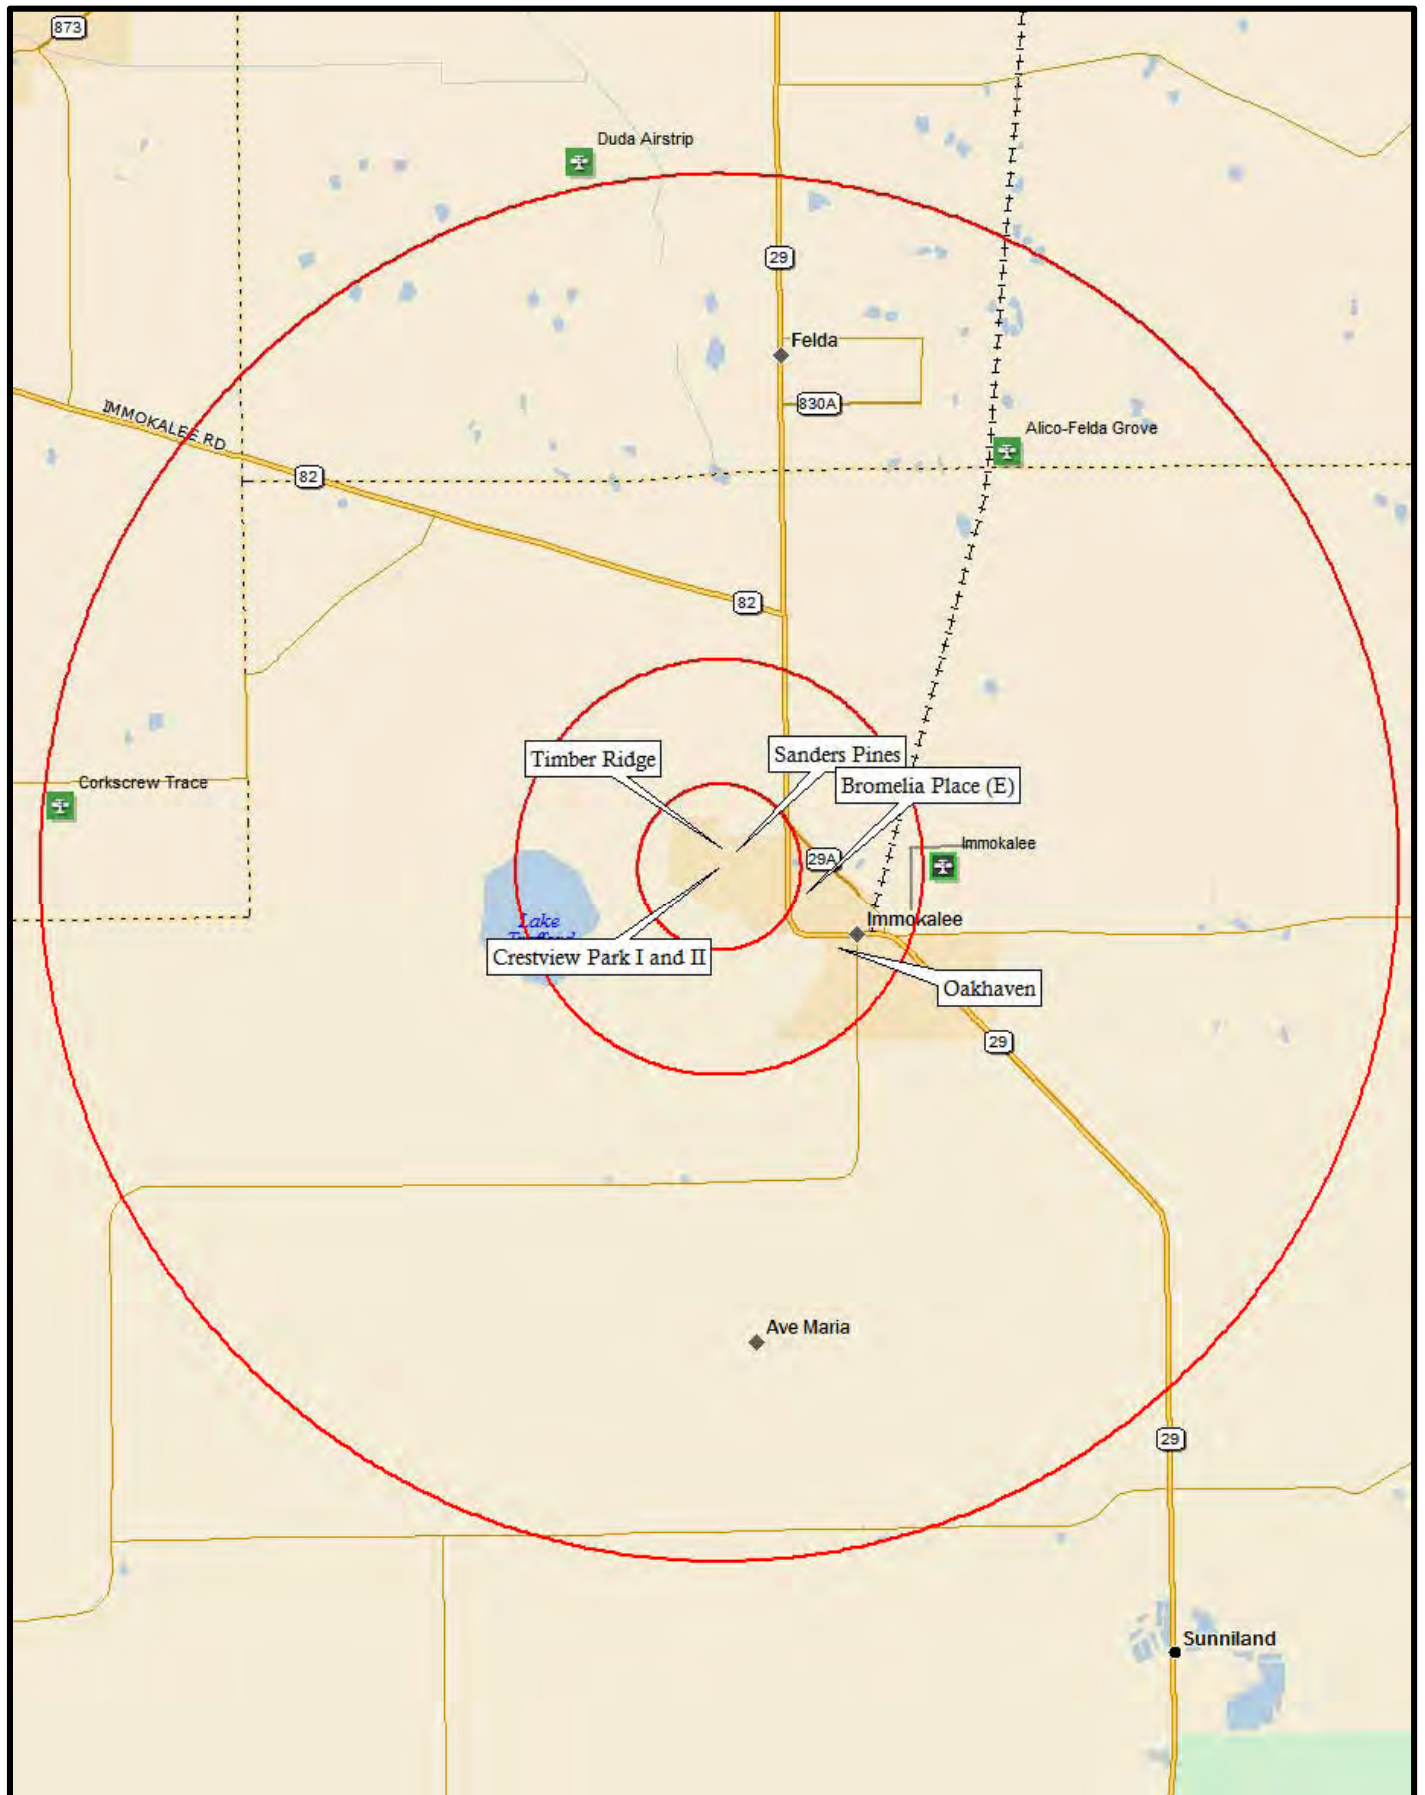 873
Duda Airstrip
29
Felda
830A
IMMOKALEE RD
Alico-Felda Grove
82
82
Timber Ridge
Sanders Pines
Bromelia Place (E)
Corkscrew Trace
29A
Immokalee
Immokalee
Lake
Crestview Park I and II
Oakhaven
29
Ave Maria
29
Sunniland